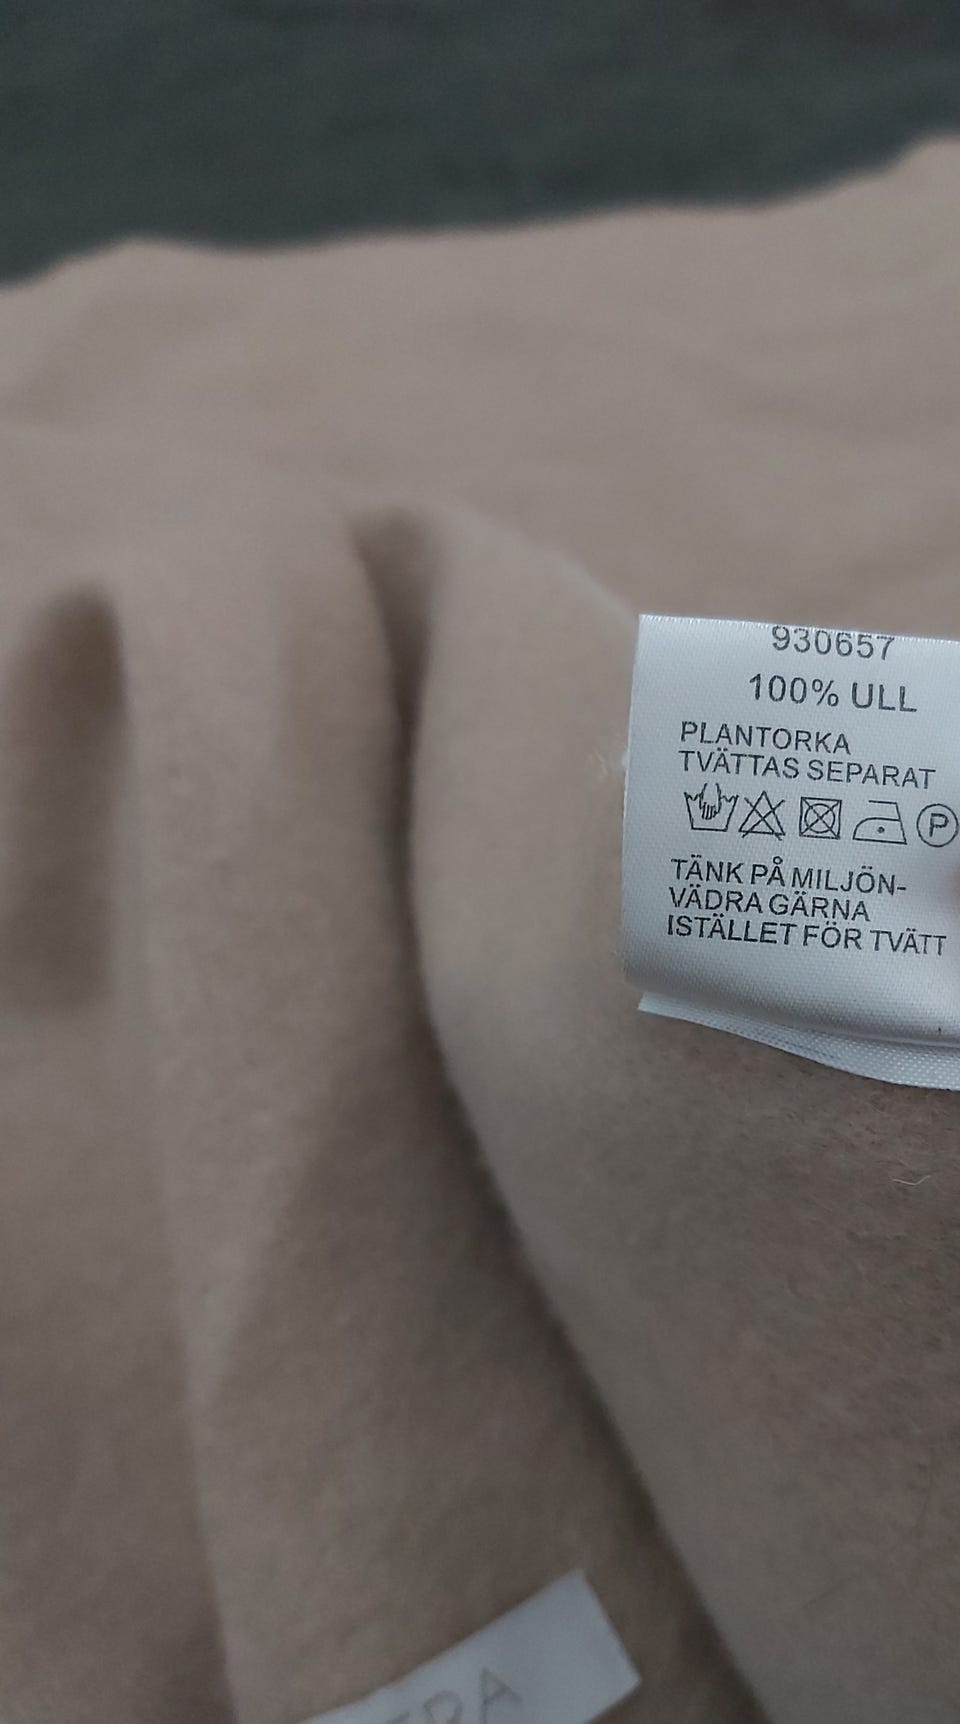 930657
100% ULL
PLANTORKA
TVÄTTAS SEPARAT
P
TÄNK PÅ MILJÖN-
VÄDRA GÄRNA
ISTÄLLET FÖR TVÄTT